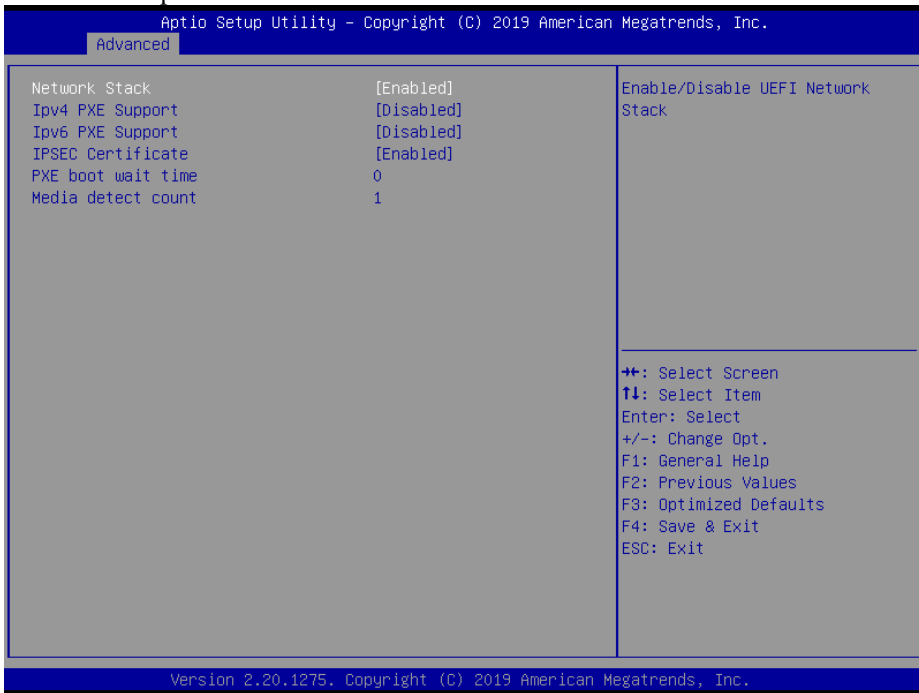 Aptio Setup Utility – Copyright (C) 2019 American Megatrends, Inc.
Advanced
Network Stack [Enabled]
Ipv4 PXE Support [Disabled]
Ipv6 PXE Support [Disabled]
IPSEC Certificate [Enabled]
PXE boot wait time 0
Media detect count 1
Enable/Disable UEFI Network
Stack
→←: Select Screen
↑↓: Select Item
Enter: Select
+/-: Change Opt.
F1: General Help
F2: Previous Values
F3: Optimized Defaults
F4: Save & Exit
ESC: Exit
Version 2.20.1275. Copyright (C) 2019 American Megatrends, Inc.